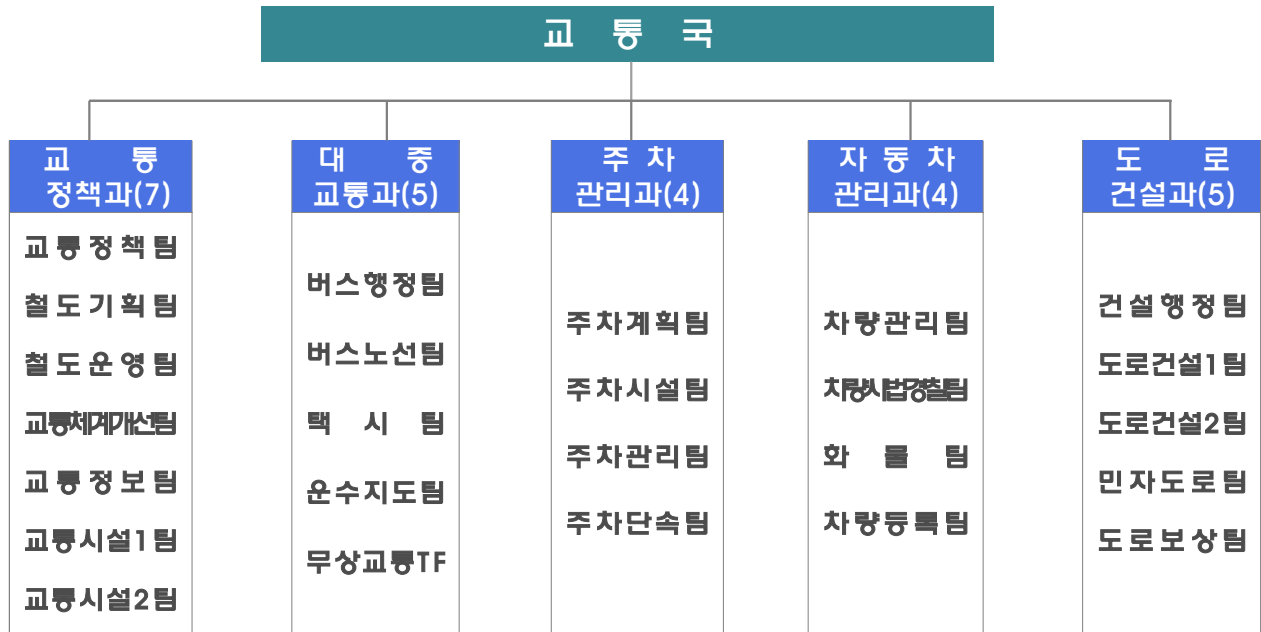 교 통 국
교 통
정책과(7)
교 통 정 책 팀
철 도 기 획 팀
철 도 운 영 팀
교통체계개선팀
교 통 정 보 팀
교통시설1팀
교통시설2팀
대 중
교통과(5)
버스행정팀
버스노선팀
택 시 팀
운수지도팀
무상교통TF
주 차
관리과(4)
주차계획팀
주차시설팀
주차관리팀
주차단속팀
자 동 차
관리과(4)
차량관리팀
차량사법경찰팀
화 물 팀
차량등록팀
도 로
건설과(5)
건설행정팀
도로건설1팀
도로건설2팀
민자도로팀
도로보상팀